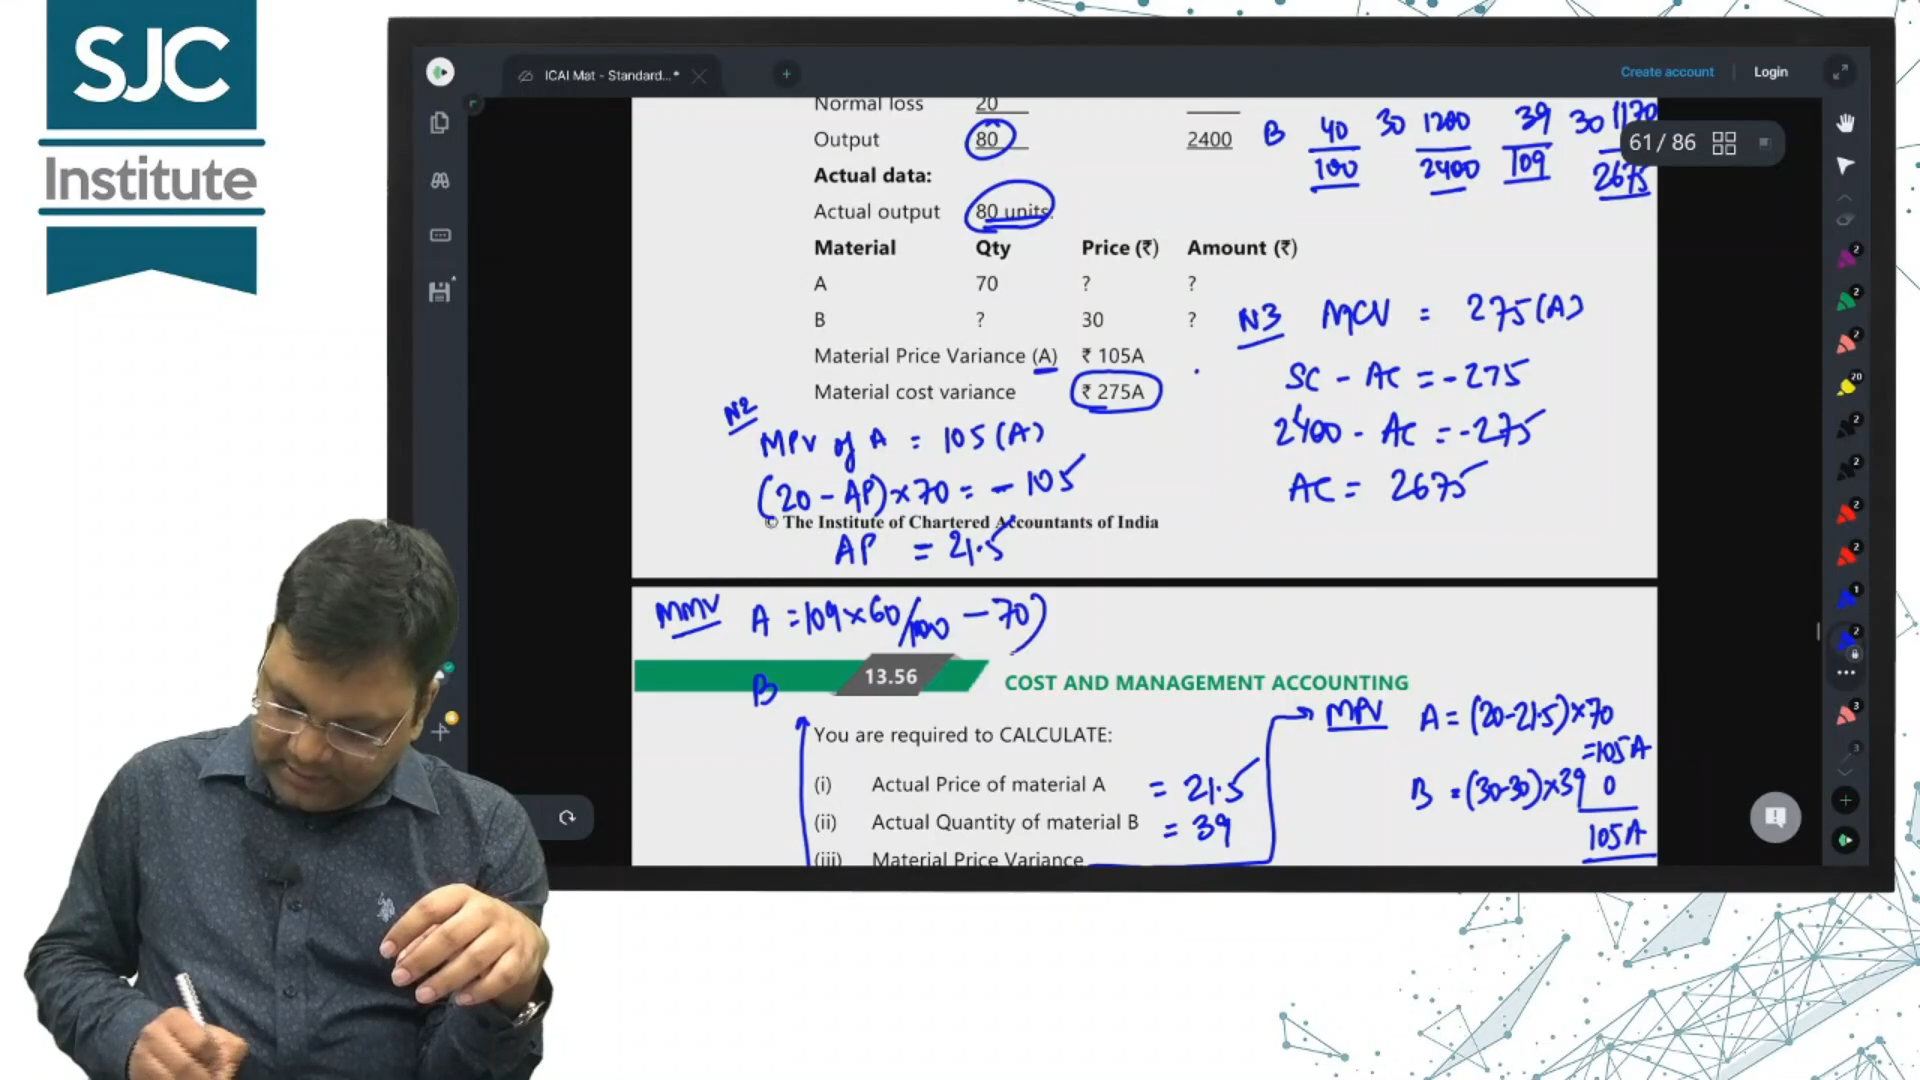 SJC
Institute
ICAI Mat - Standard...*
Create account
Login
61 / 86
Normal loss 20
Output 80 2400
Actual data:
Actual output 80 units.
Material Qty Price (₹) Amount (₹)
A 70 ? ?
B ? 30 ?
Material Price Variance (A) ₹ 105A
Material cost variance ₹ 275A
B 40 30 1200 39 30 1170
100 2400 109 2675
N3 MCV = 275(A)
SC - AC = -275
2400 - AC = -275
AC = 2675
N2
MPV of A = 105(A)
(20 - AP) × 70 = - 105
© The Institute of Chartered Accountants of India
AP = 21.5
MMV A = 109 × 60/100 - 70)
B
13.56 COST AND MANAGEMENT ACCOUNTING
You are required to CALCULATE:
(i) Actual Price of material A = 21.5
(ii) Actual Quantity of material B = 39
(iii) Material Price Variance
MPV A = (20-21.5)×70
=105A
B = (30-30)×39 0
105A